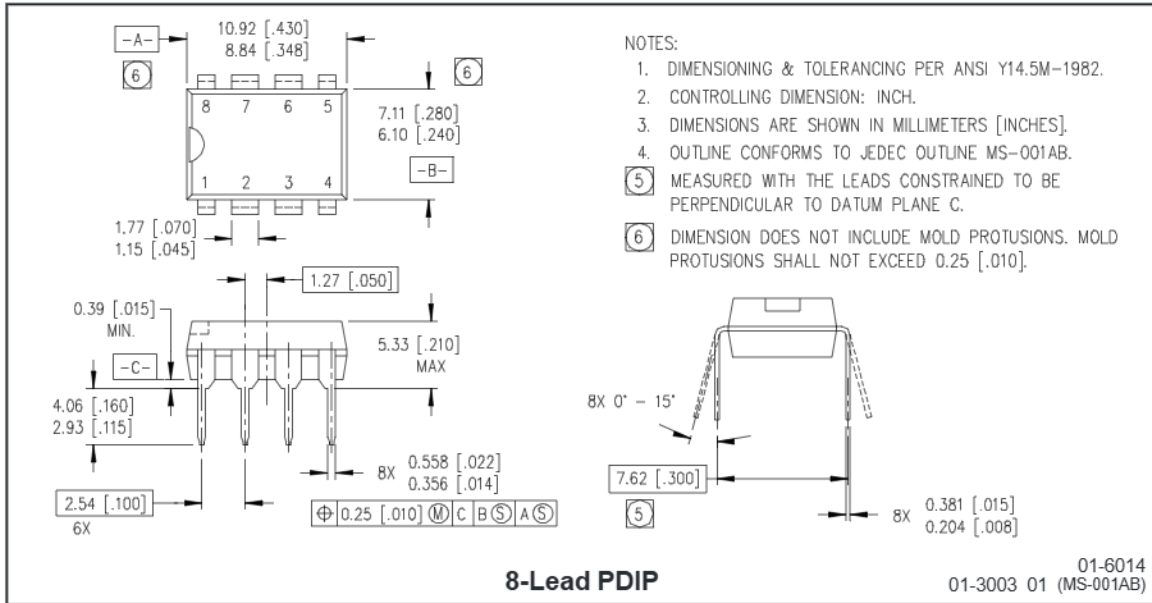 -A-
10.92 [.430]
8.84 [.348]
6
6
8 7 6 5
1 2 3 4
7.11 [.280]
6.10 [.240]
-B-
1.77 [.070]
1.15 [.045]
1.27 [.050]
0.39 [.015]
MIN.
-C-
5.33 [.210]
MAX
4.06 [.160]
2.93 [.115]
2.54 [.100]
6X
8X 0.558 [.022]
0.356 [.014]
⌖ 0.25 [.010] Ⓜ C B Ⓢ A Ⓢ
NOTES:
1. DIMENSIONING & TOLERANCING PER ANSI Y14.5M-1982.
2. CONTROLLING DIMENSION: INCH.
3. DIMENSIONS ARE SHOWN IN MILLIMETERS [INCHES].
4. OUTLINE CONFORMS TO JEDEC OUTLINE MS-001AB.
5 MEASURED WITH THE LEADS CONSTRAINED TO BE
PERPENDICULAR TO DATUM PLANE C.
6 DIMENSION DOES NOT INCLUDE MOLD PROTUSIONS. MOLD
PROTUSIONS SHALL NOT EXCEED 0.25 [.010].
8X 0° - 15°
7.62 [.300]
5
8X 0.381 [.015]
0.204 [.008]
8-Lead PDIP
01-6014
01-3003 01 (MS-001AB)